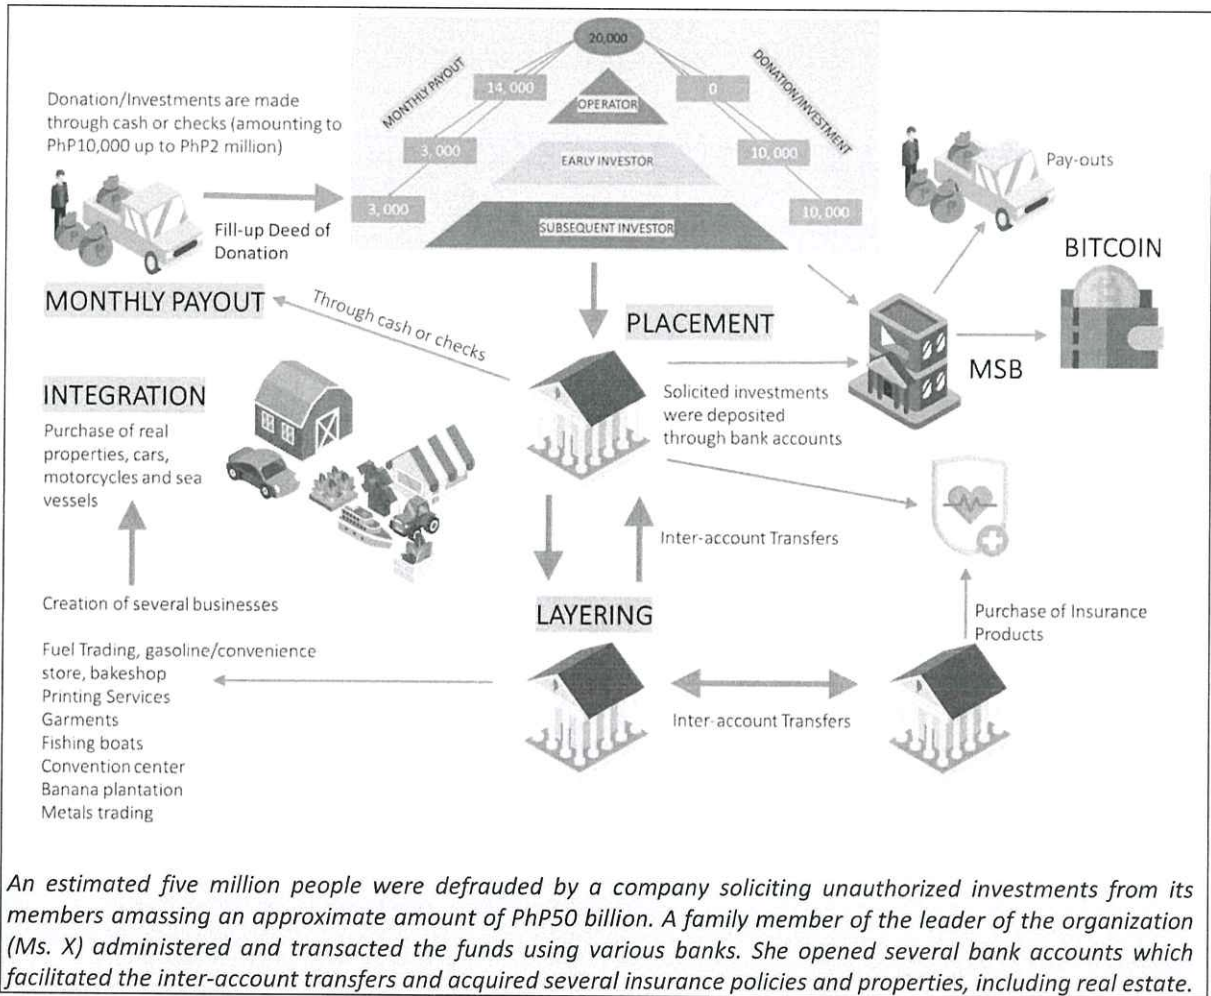 20,000
MONTHLY PAYOUT
DONATION/INVESTMENT
14,000
0
OPERATOR
Donation/Investments are made
through cash or checks (amounting to
PhP10,000 up to PhP2 million)
3,000
EARLY INVESTOR
10,000
3,000
10,000
SUBSEQUENT INVESTOR
Fill-up Deed of
Donation
Pay-outs
BITCOIN
MONTHLY PAYOUT
Through cash or checks
PLACEMENT
MSB
Solicited investments
were deposited
through bank accounts
INTEGRATION
Purchase of real
properties, cars,
motorcycles and sea
vessels
Inter-account Transfers
Creation of several businesses
LAYERING
Purchase of Insurance
Products
Fuel Trading, gasoline/convenience
store, bakeshop
Printing Services
Garments
Fishing boats
Convention center
Banana plantation
Metals trading
Inter-account Transfers
An estimated five million people were defrauded by a company soliciting unauthorized investments from its
members amassing an approximate amount of PhP50 billion. A family member of the leader of the organization
(Ms. X) administered and transacted the funds using various banks. She opened several bank accounts which
facilitated the inter-account transfers and acquired several insurance policies and properties, including real estate.